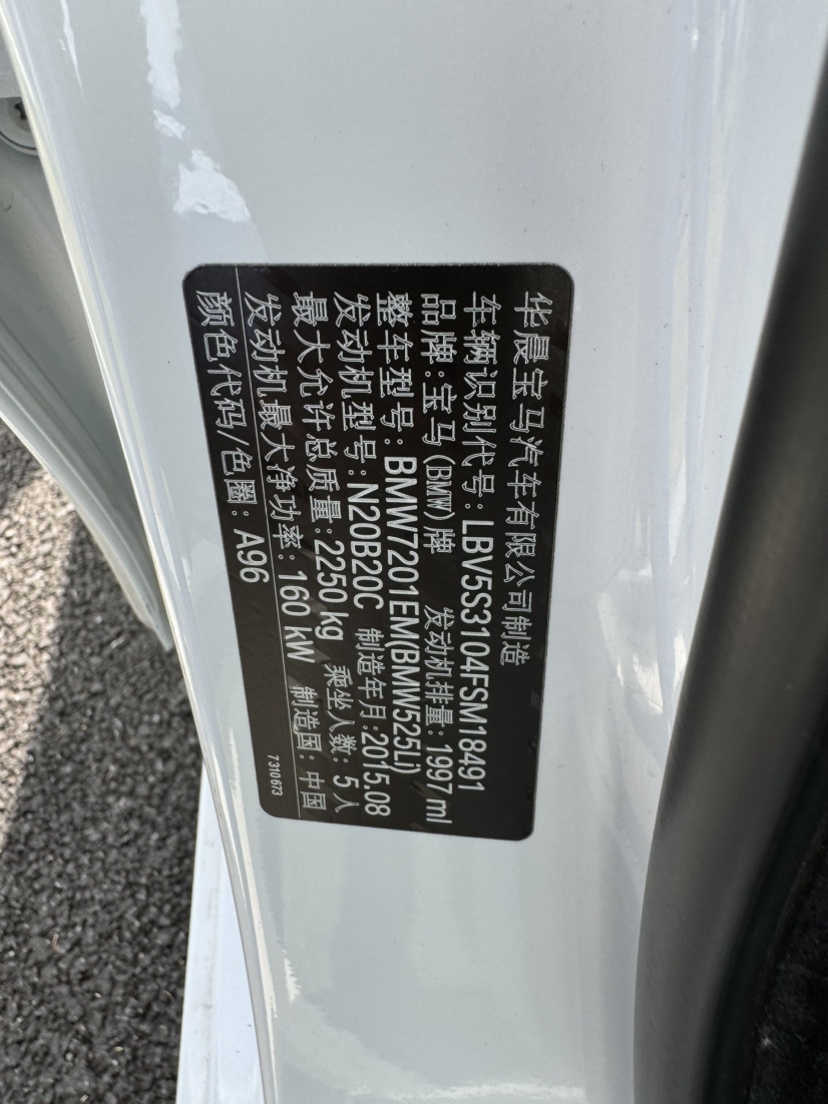 华晨宝马汽车有限公司制造
车辆识别代号:LBV5S3104FSM18491
品牌:宝马(BMW)牌 发动机排量:1997 ml
整车型号:BMW7201EM(BMW525Li)
发动机型号:N20B20C 制造年月:2015.08
最大允许总质量:2250 kg 乘坐人数:5人
发动机最大净功率:160 kW 制造国:中国
颜色代码/色圈:A96
7310673